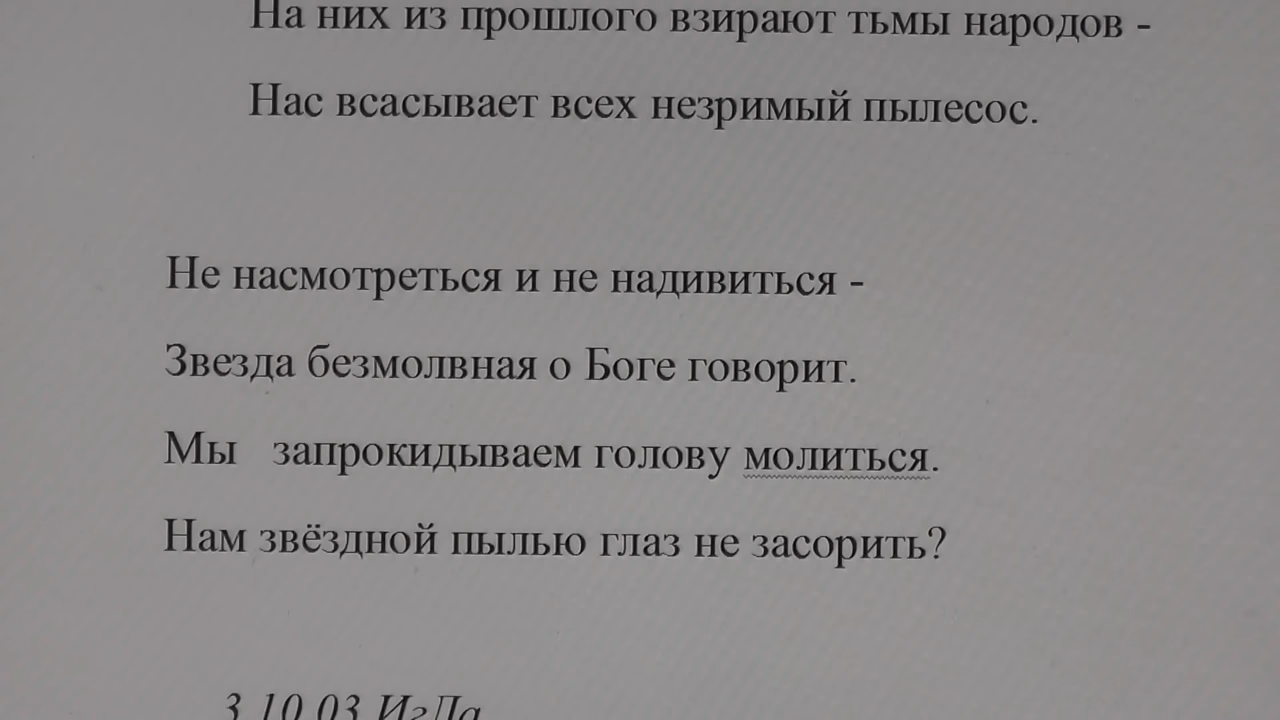 На них из прошлого взирают тьмы народов -
Нас всасывает всех незримый пылесос.
Не насмотреться и не надивиться -
Звезда безмолвная о Боге говорит.
Мы запрокидываем голову молиться.
Нам звёздной пылью глаз не засорить?
3 10 03 ИгЛа